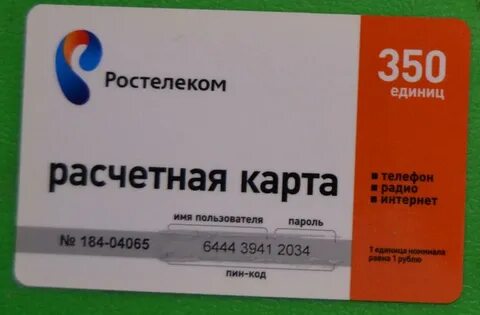 Ростелеком
350
единиц
расчетная карта
телефон
радио
интернет
имя пользователя пароль
№ 184-04065 6444 3941 2034
пин-код
1 единица номинала
равна 1 рублю